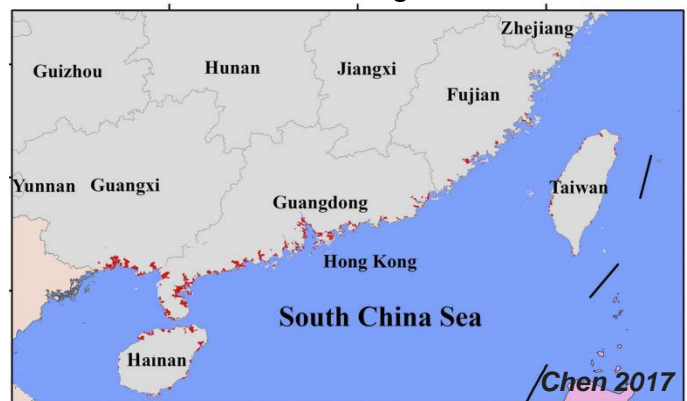 Zhejiang
Guizhou
Hunan
Jiangxi
Fujian
Yunnan
Guangxi
Guangdong
Taiwan
Hong Kong
South China Sea
Hainan
Chen 2017